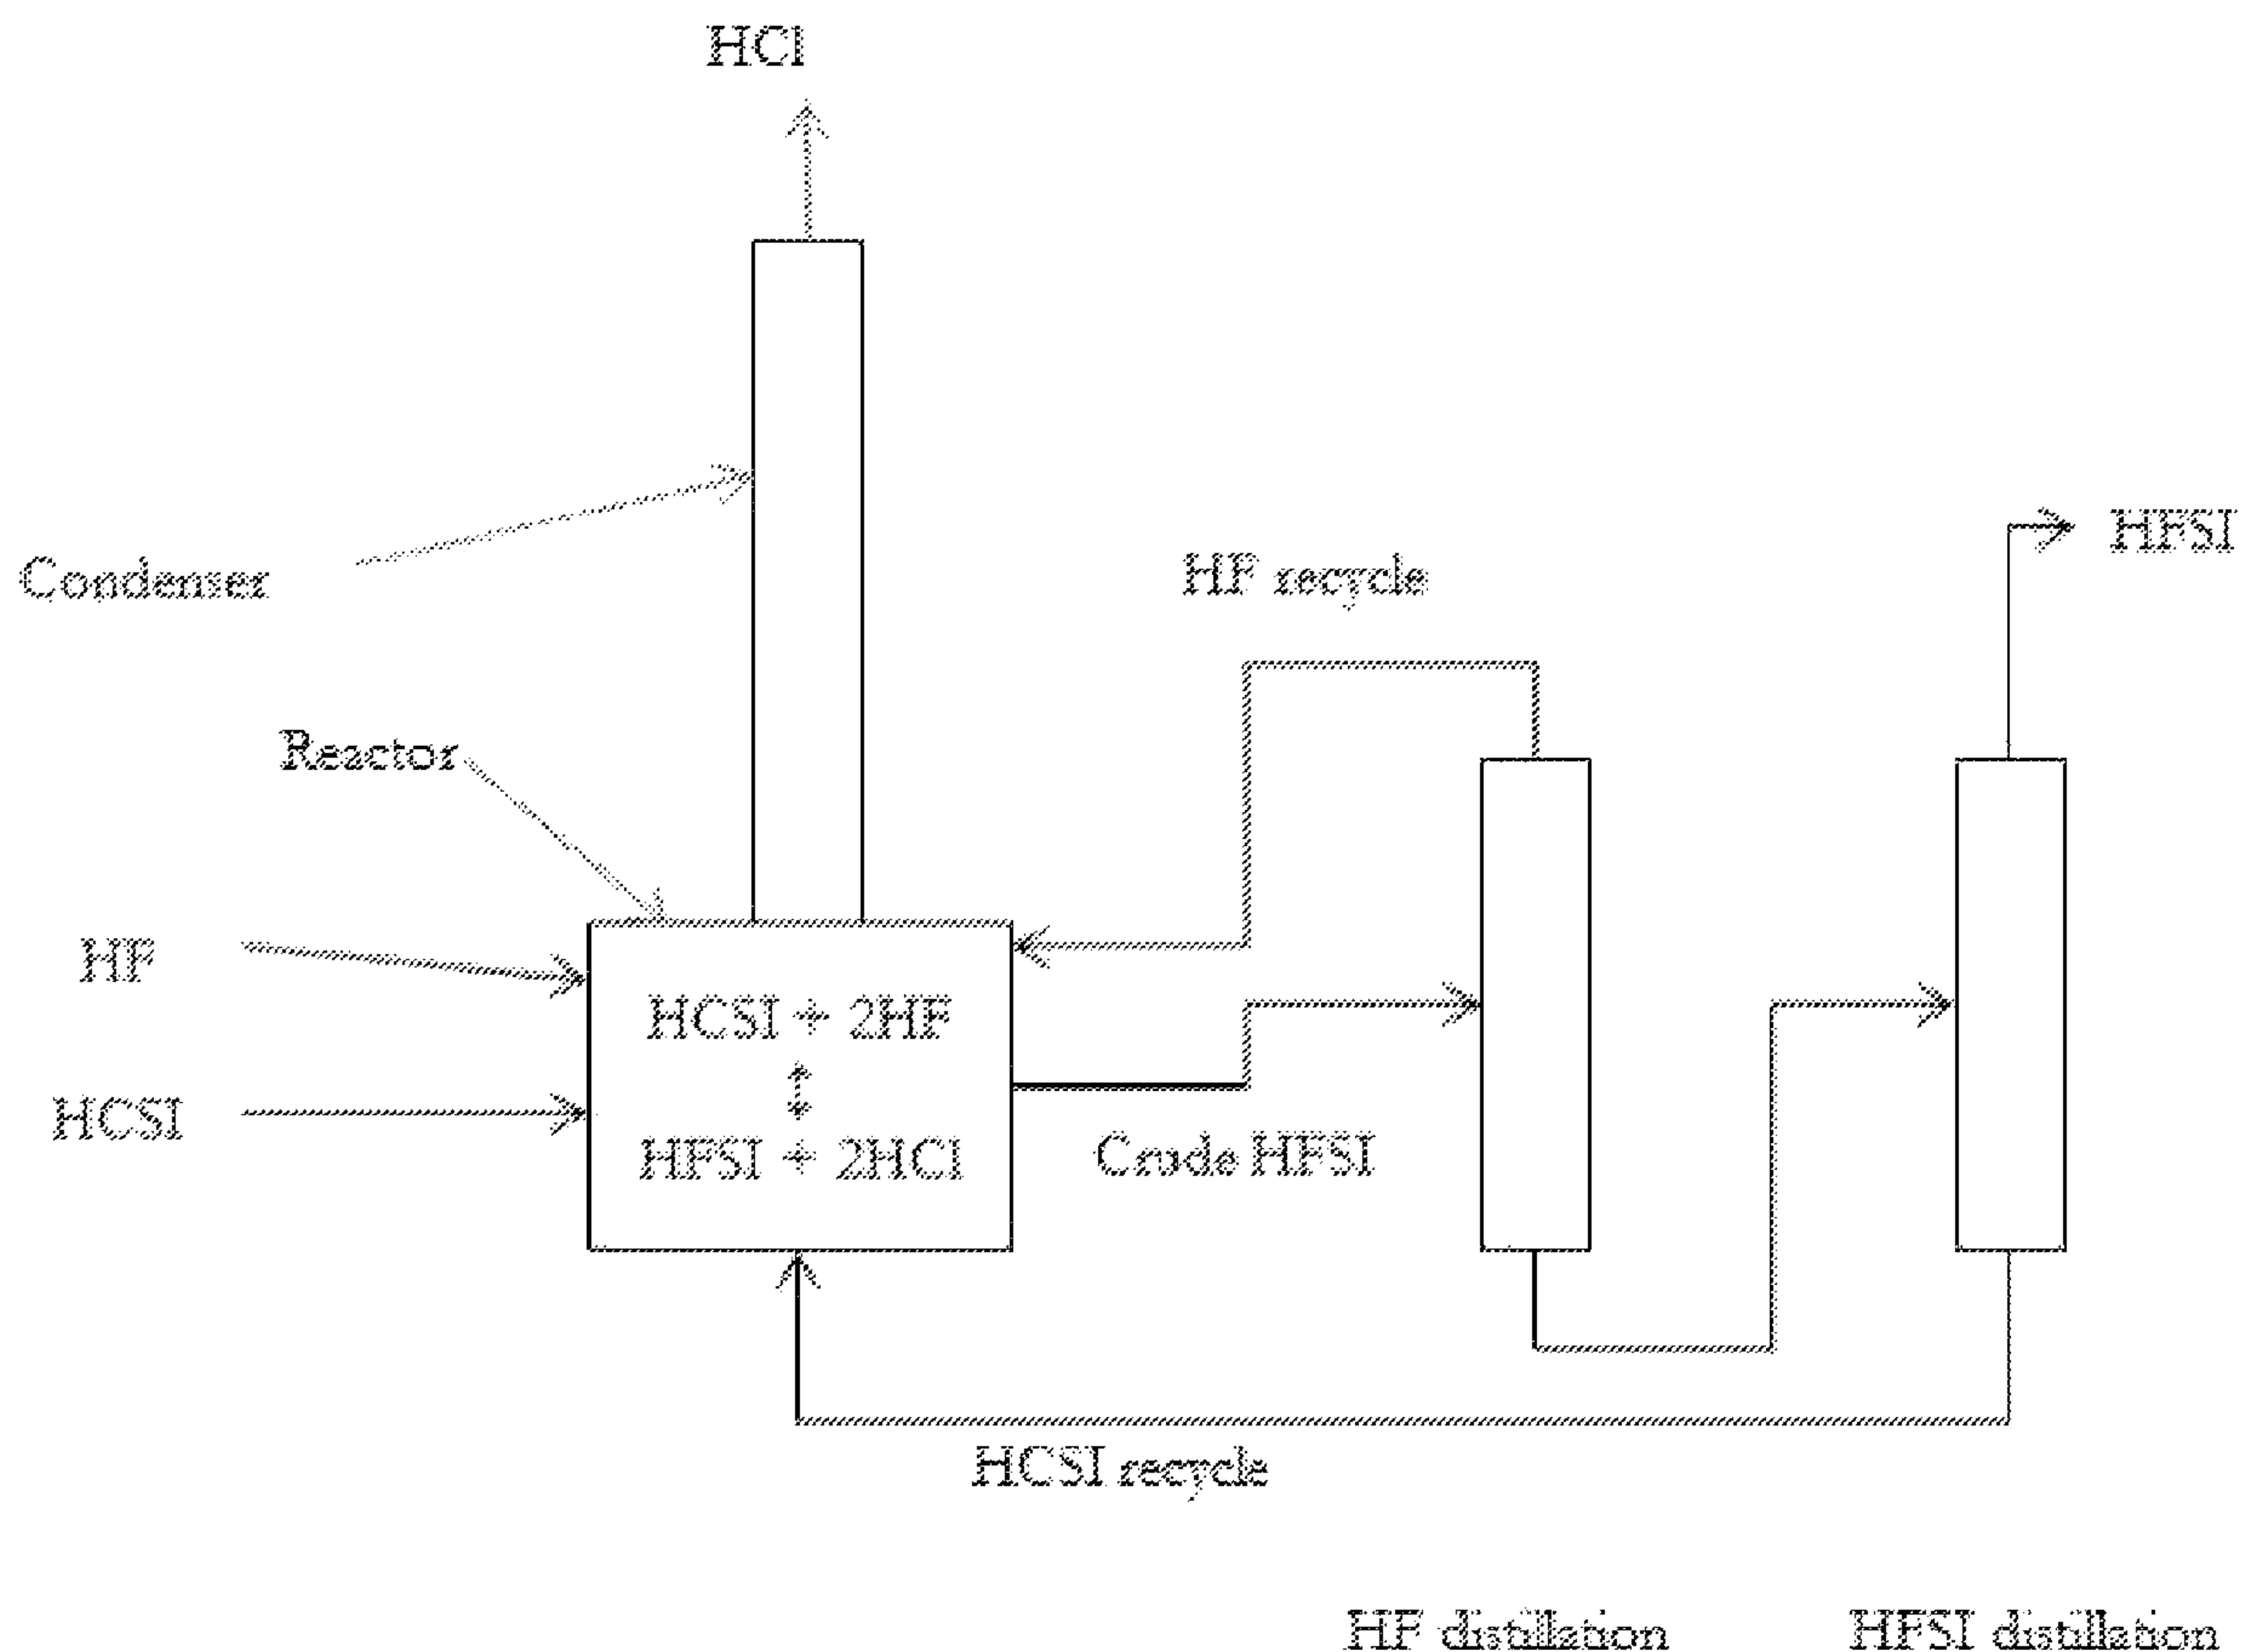 HCl
Condenser
HFSI
HF recycle
Reactor
HF
HCSI + 2HF
HCSI
HFSI + 2HCl
Crude HFSI
HCSI recycle
HF distillation
HFSI distillation